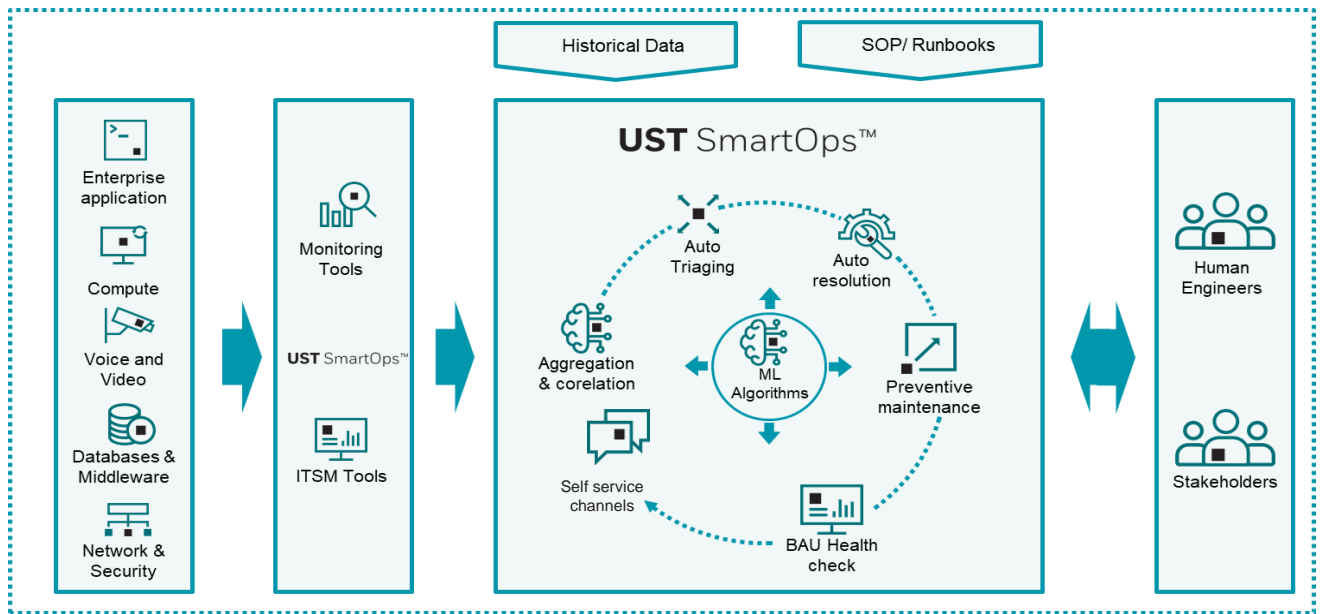 Historical Data
SOP/ Runbooks
Enterprise
application
Compute
Voice and
Video
Databases &
Middleware
Network &
Security
Monitoring
Tools
UST SmartOps™
ITSM Tools
UST SmartOps™
Auto
Triaging
Auto
resolution
Aggregation
& corelation
ML
Algorithms
Preventive
maintenance
Self service
channels
BAU Health
check
Human
Engineers
Stakeholders